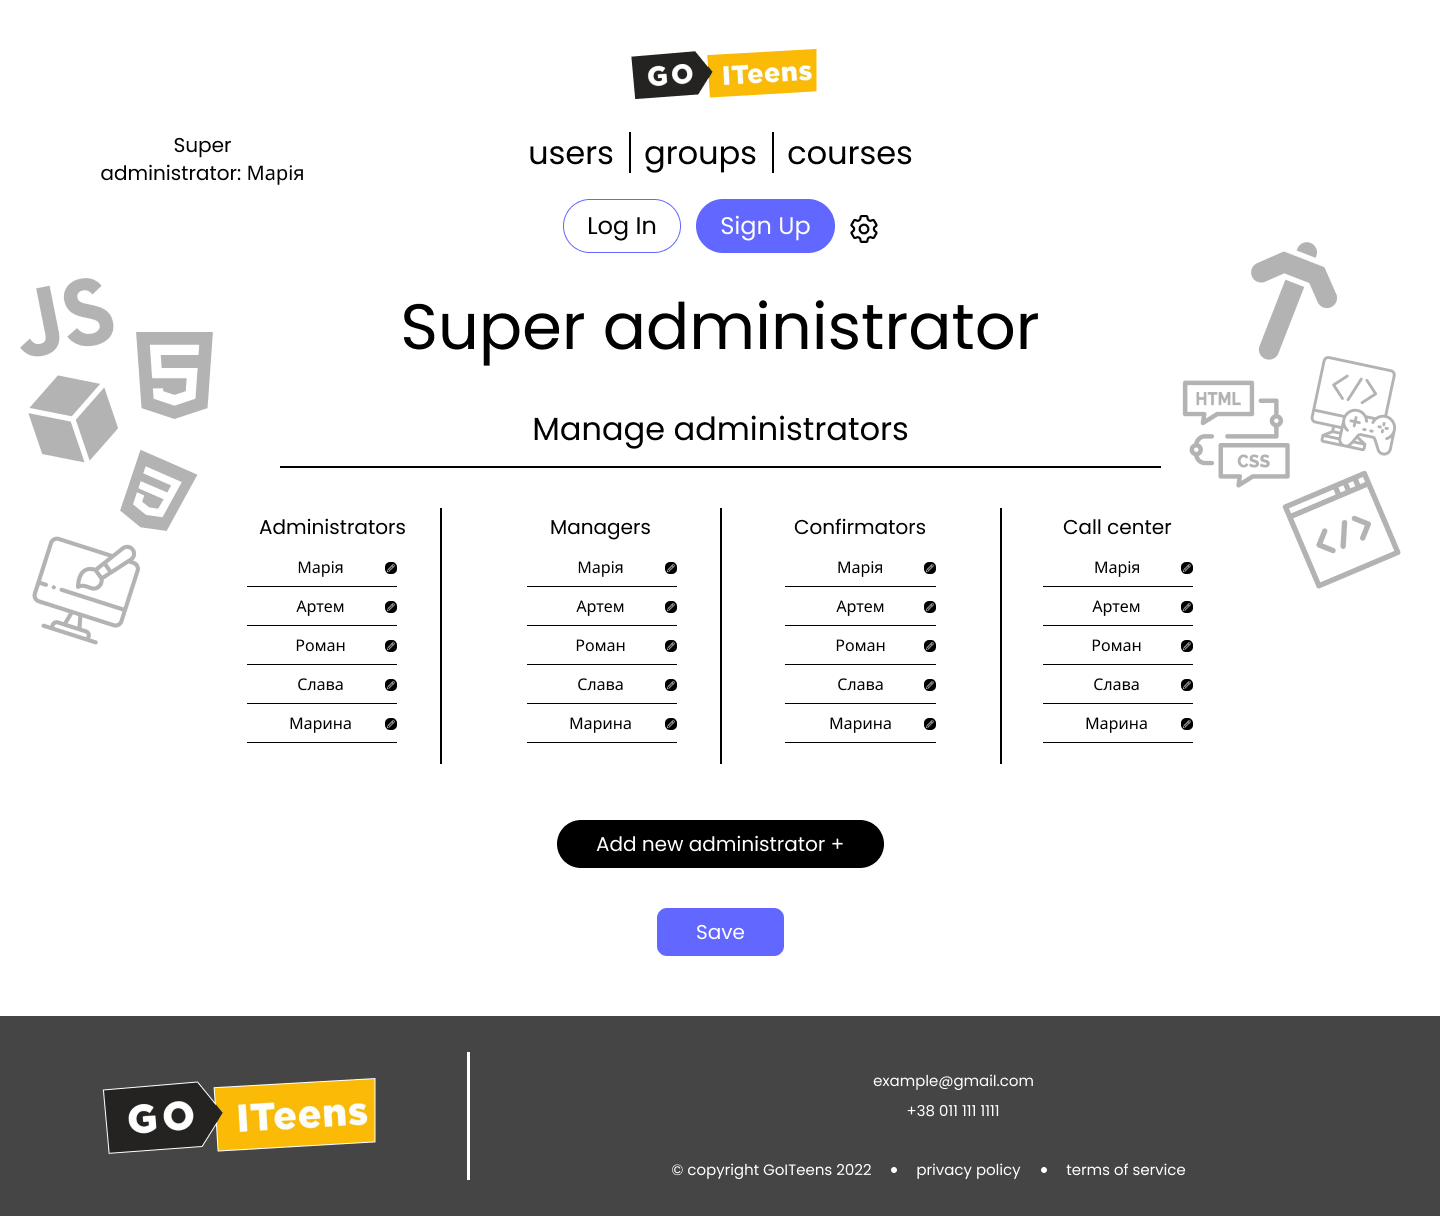 GO ITeens
Super
administrator: Марія
users groups courses
Log In Sign Up
JS
Super administrator
HTML
CSS
Manage administrators
Administrators
Марія
Артем
Роман
Слава
Марина
Managers
Марія
Артем
Роман
Слава
Марина
Confirmators
Марія
Артем
Роман
Слава
Марина
Call center
Марія
Артем
Роман
Слава
Марина
Add new administrator +
Save
GO ITeens
example@gmail.com
+38 011 111 1111
© copyright GoITeens 2022 • privacy policy • terms of service